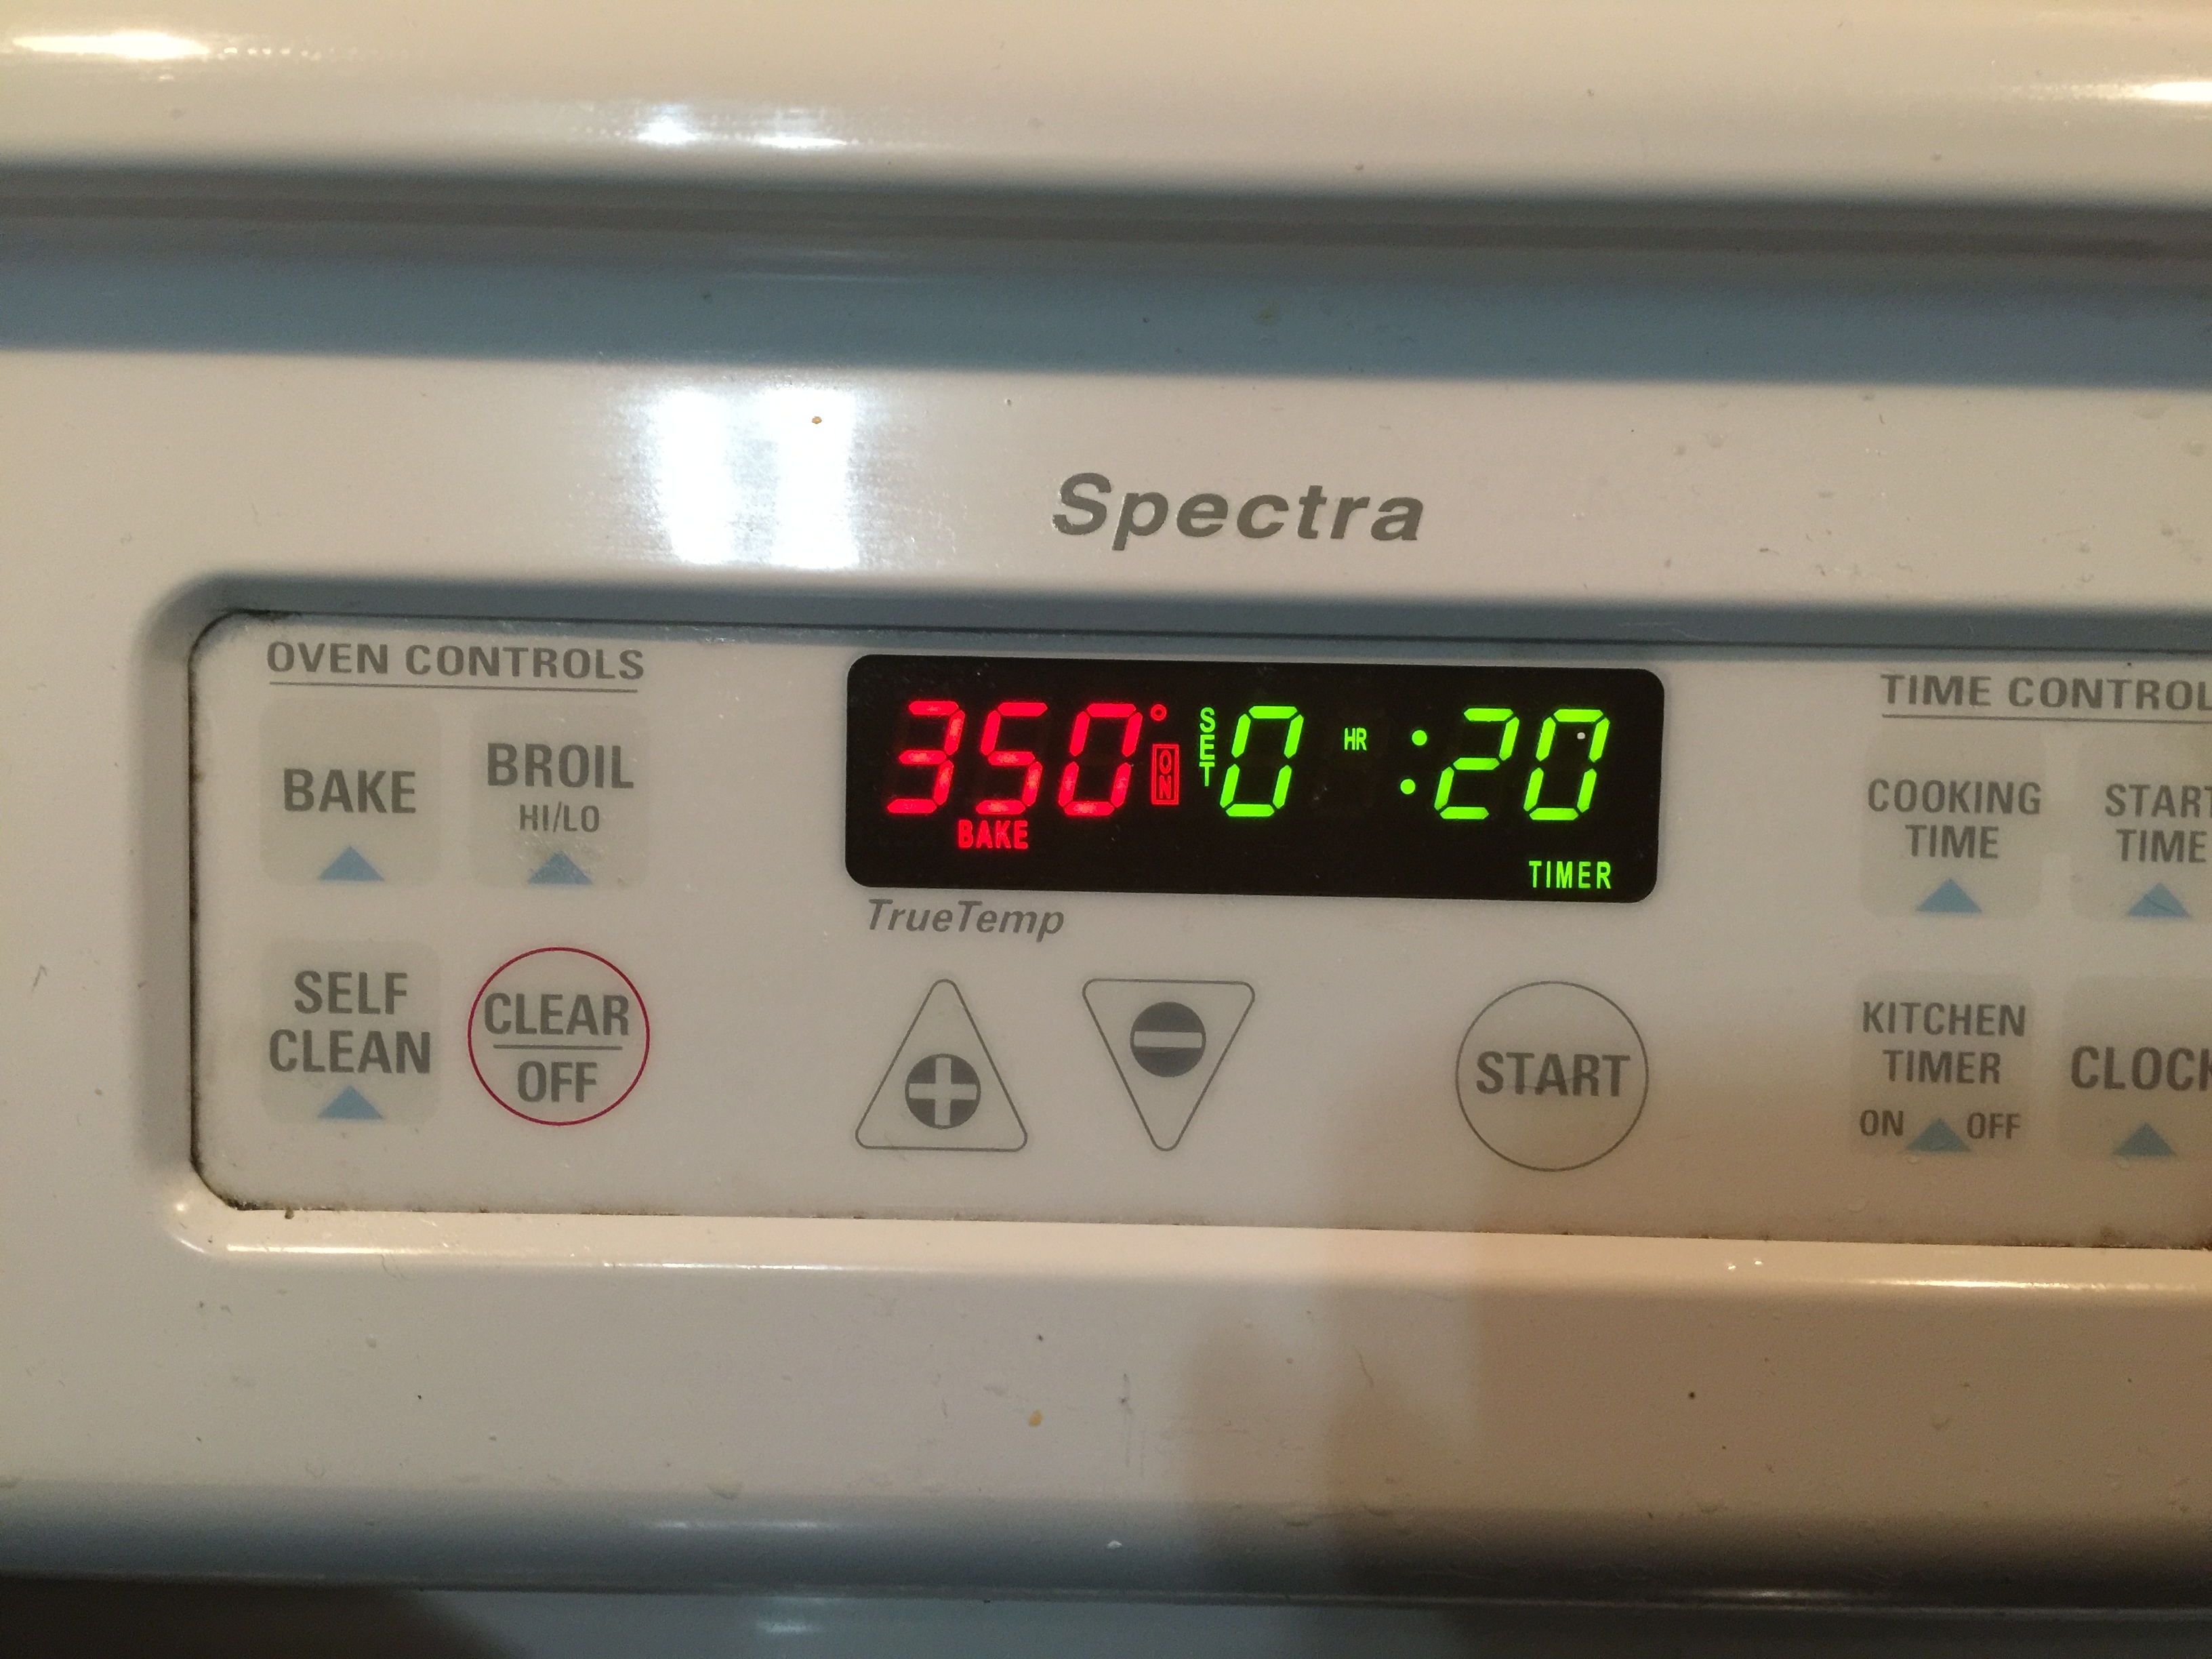 Spectra
OVEN CONTROLS
BAKE
BROIL
HI/LO
SELF
CLEAN
CLEAR
OFF
350° ON SET 0 HR :20
BAKE
TIMER
TrueTemp
START
TIME CONTROL
COOKING
TIME
START
TIME
KITCHEN
TIMER
ON OFF
CLOCK